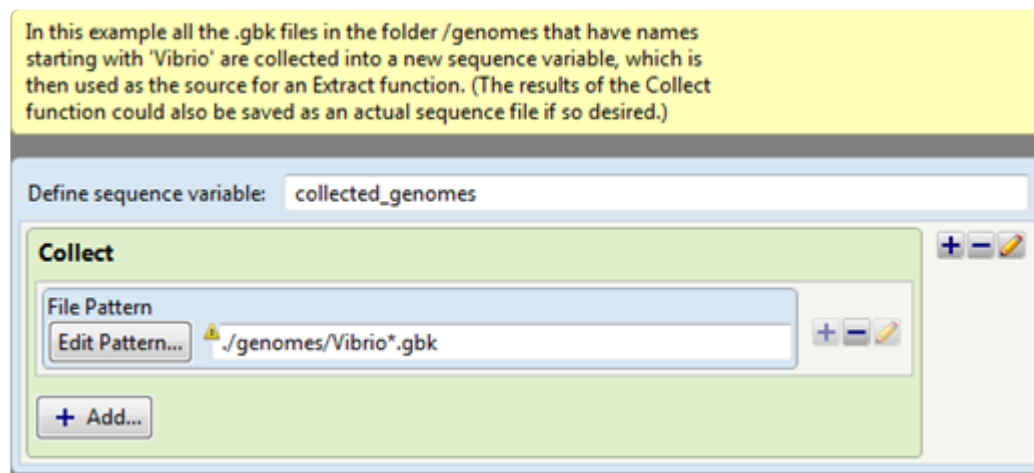 In this example all the .gbk files in the folder /genomes that have names
starting with 'Vibrio' are collected into a new sequence variable, which is
then used as the source for an Extract function. (The results of the Collect
function could also be saved as an actual sequence file if so desired.)
Define sequence variable: collected_genomes
Collect
File Pattern
Edit Pattern... ./genomes/Vibrio*.gbk
+ Add...